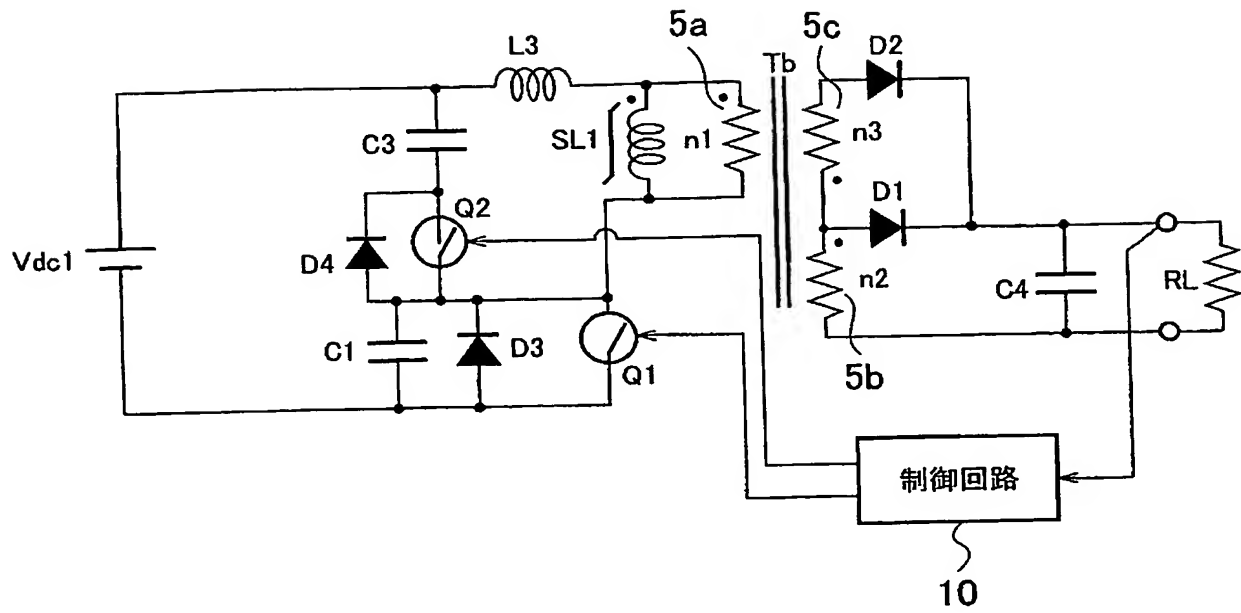 5a
5c
D2
L3
Tb
C3
SL1
n1
n3
D1
Q2
Vdc1
D4
n2
C4
RL
C1
D3
Q1
5b
制御回路
10